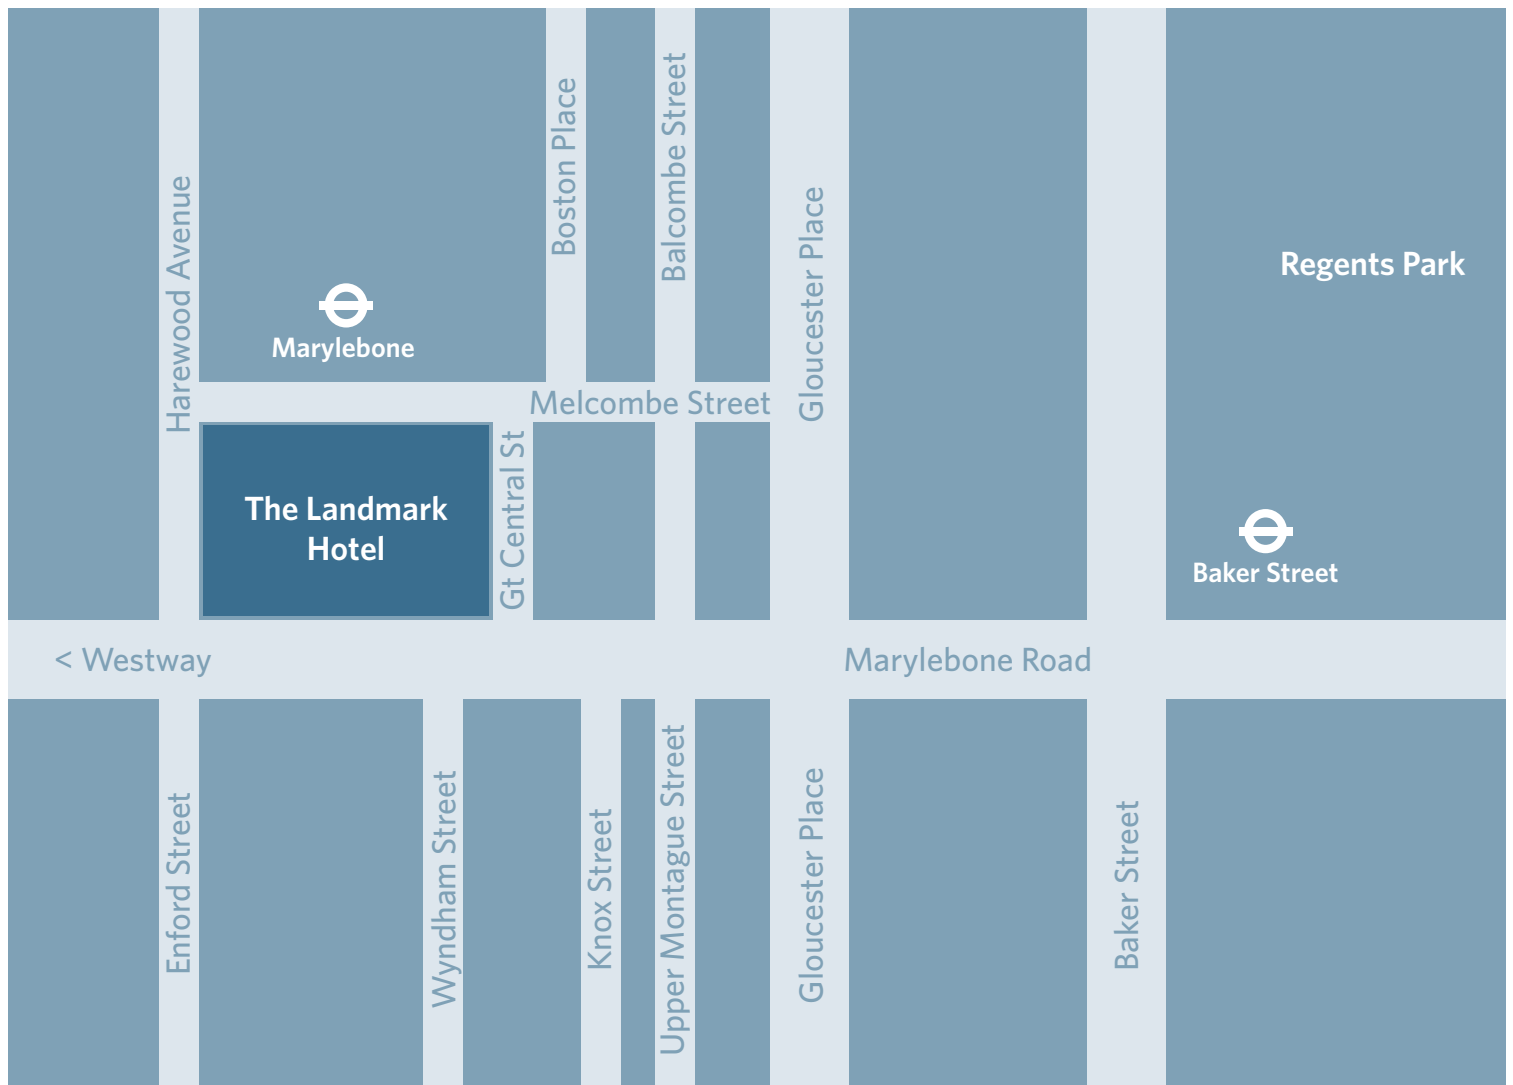 Harewood Avenue
Boston Place
Balcombe Street
Gloucester Place
Regents Park
Marylebone
Melcombe Street
The Landmark
Hotel
Gt Central St
Baker Street
< Westway
Marylebone Road
Enford Street
Wyndham Street
Knox Street
Upper Montague Street
Gloucester Place
Baker Street